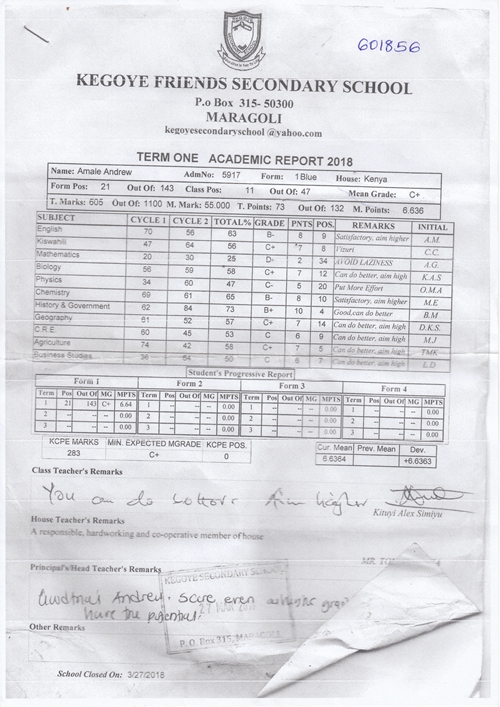 601856
KEGOYE FRIENDS SECONDARY SCHOOL
P.o Box 315- 50300
MARAGOLI
kegoyesecondaryschool @yahoo.com
TERM ONE ACADEMIC REPORT 2018
Name: Amale Andrew AdmNo: 5917 Form: 1Blue House: Kenya
Form Pos: 21 Out Of: 143 Class Pos: 11 Out Of: 47 Mean Grade: C+
T. Marks: 605 Out Of: 1100 M. Mark: 55.000 T. Points: 73 Out Of: 132 M. Points: 6.636
SUBJECT CYCLE 1 CYCLE 2 TOTAL% GRADE PNTS POS. REMARKS INITIAL
English 70 56 63 B- 8 9 Satisfactory, aim higher A.M.
Kiswahili 47 64 56 C+ 7 8 Vizuri C.C.
Mathematics 20 30 25 D- 2 34 AVOID LAZINESS A.G.
Biology 56 59 58 C+ 7 12 Can do better, aim high K.A.S
Physics 34 60 47 C- 5 20 Put More Effort O.M.A
Chemistry 69 61 65 B- 8 10 Satisfactory, aim higher M.E
History & Government 62 84 73 B+ 10 4 Good,can do better B.M
Geography 61 52 57 C+ 7 14 Can do better, aim high D.K.S.
C.R.E. 60 45 53 C 6 9 Can do better, aim high M.J
Agriculture 74 42 58 C+ 7 5 Can do better, aim high TMK
Business Studies 36 64 50 C 6 7 L.D
Student's Progressive Report
Form 1 Form 2 Form 3 Form 4
Term Pos Out Of MG MPTS Term Pos Out Of MG MPTS Term Pos Out Of MG MPTS Term Pos Out Of MG MPTS
1 21 143 C+ 6.64 1 -- -- -- 0.00 1 -- -- -- 0.00 1 -- -- -- 0.00
2 -- -- -- 0.00 2 -- -- -- 0.00 2 -- -- -- 0.00 2 -- -- -- 0.00
3 -- -- -- 0.00 3 -- -- -- 0.00 3 -- -- -- 0.00 3 -- -- -- 0.00
KCPE MARKS MIN. EXPECTED MGRADE KCPE POS. Cur. Mean Prev. Mean Dev.
283 C+ 0 6.6364 -- +6.6363
Class Teacher's Remarks
You can do better. Aim higher
Kituyi Alex Simiyu
House Teacher's Remarks
A responsible, hardworking and co-operative member of house
Principal's/Head Teacher's Remarks
KEGOYE SECONDARY SCHOOL
Andrew. Score even
27 MAR
have the potential.
Other Remarks
P.O. Box 315, MARAGOLI
School Closed On: 3/27/2018